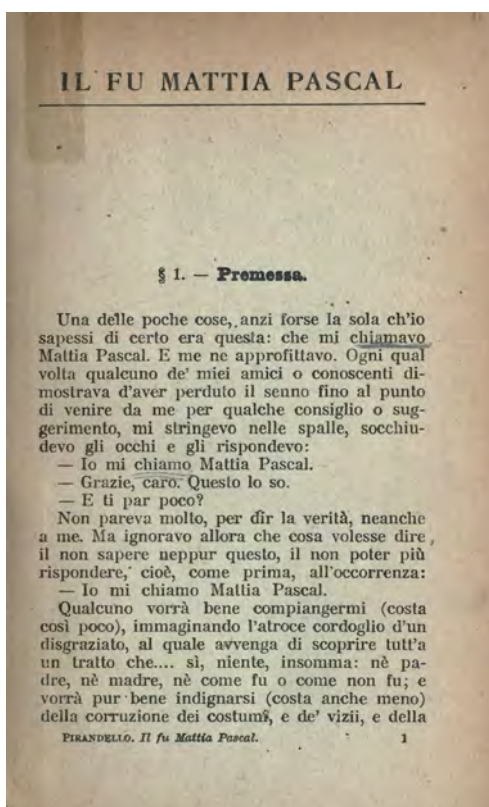 IL FU MATTIA PASCAL
§ 1. — Premessa.
Una delle poche cose, anzi forse la sola ch'io
sapessi di certo era questa: che mi chiamavo
Mattia Pascal. E me ne approfittavo. Ogni qual
volta qualcuno de' miei amici o conoscenti di-
mostrava d'aver perduto il senno fino al punto
di venire da me per qualche consiglio o sug-
gerimento, mi stringevo nelle spalle, socchiu-
devo gli occhi e gli rispondevo:
— Io mi chiamo Mattia Pascal.
— Grazie, caro. Questo lo so.
— E ti par poco?
Non pareva molto, per dir la verità, neanche
a me. Ma ignoravo allora che cosa volesse dire
il non sapere neppur questo, il non poter più
rispondere, cioè, come prima, all'occorrenza:
— Io mi chiamo Mattia Pascal.
Qualcuno vorrà bene compiangermi (costa
così poco), immaginando l'atroce cordoglio d'un
disgraziato, al quale avvenga di scoprire tutt'a
un tratto che.... sì, niente, insomma: nè pa-
dre, nè madre, nè come fu o come non fu; e
vorrà pur bene indignarsi (costa anche meno)
della corruzione dei costumi, e de' vizii, e della
PIRANDELLO. Il fu Mattia Pascal. 1